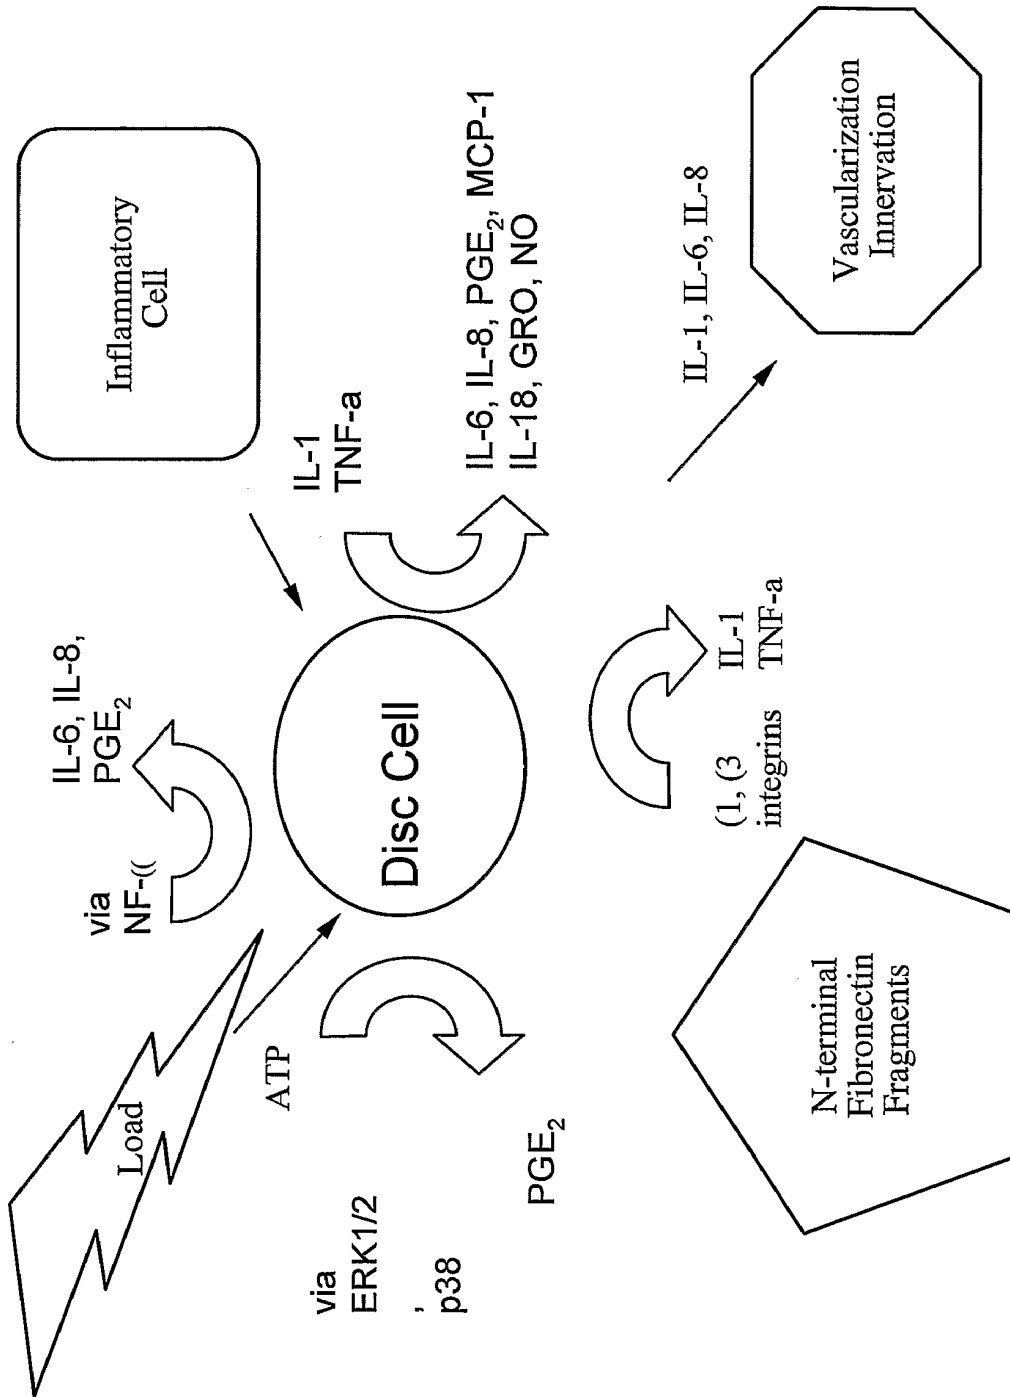 Load
ATP
via
NF-((
IL-6, IL-8,
PGE2
Inflammatory
Cell
IL-1
TNF-a
via
ERK1/2
,
p38
PGE2
Disc Cell
IL-6, IL-8, PGE2, MCP-1
IL-18, GRO, NO
N-terminal
Fibronectin
Fragments
(1, (3
integrins
IL-1
TNF-a
IL-1, IL-6, IL-8
Vascularization
Innervation